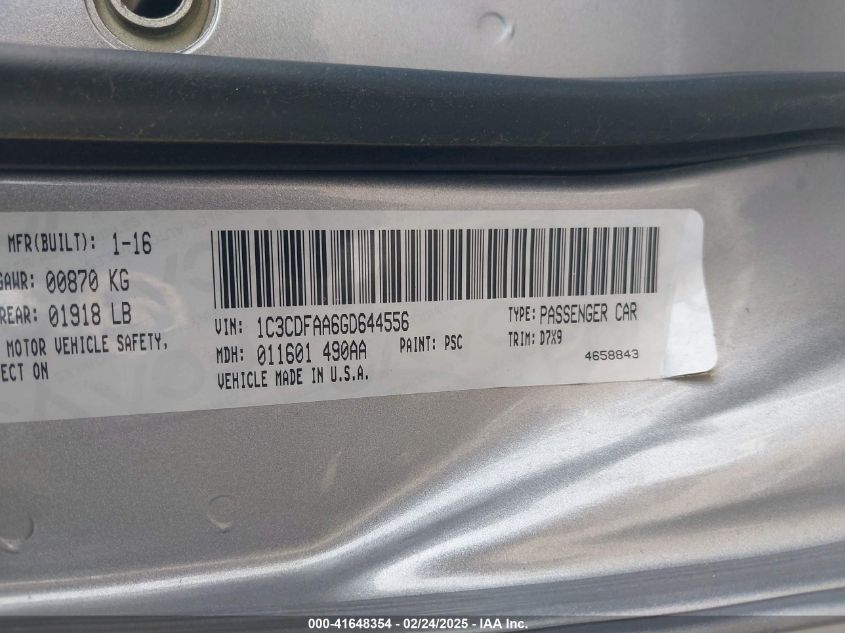 MFR(BUILT): 1-16
GAWR: 00870 KG
REAR: 01918 LB
MOTOR VEHICLE SAFETY,
ECT ON
VIN: 1C3CDFAA6GD644556
TYPE: PASSENGER CAR
MDH: 011601 490AA
PAINT: PSC
TRIM: D7X9
VEHICLE MADE IN U.S.A.
4658843
000-41648354 - 02/24/2025 - IAA Inc.